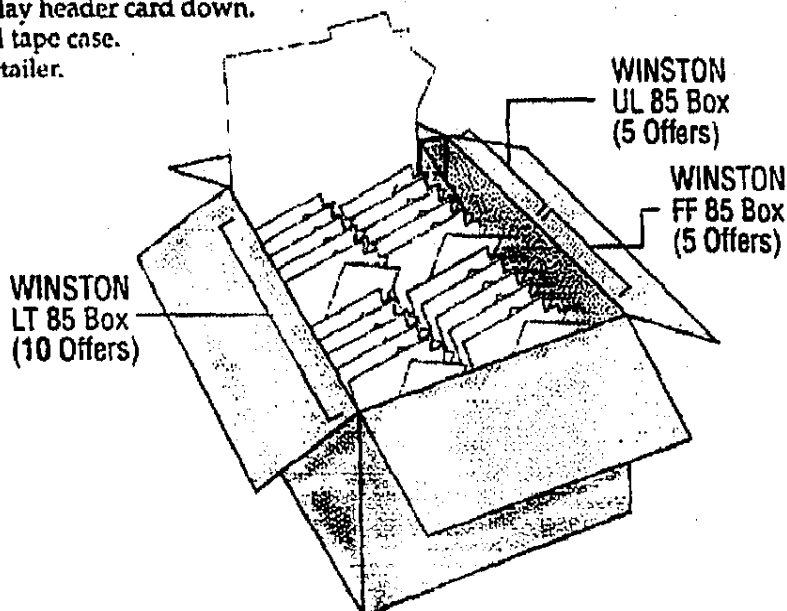 lay header card down.
l tape case.
tailer.
WINSTON
UL 85 Box
(5 Offers)
WINSTON
FF 85 Box
(5 Offers)
WINSTON
LT 85 Box
(10 Offers)